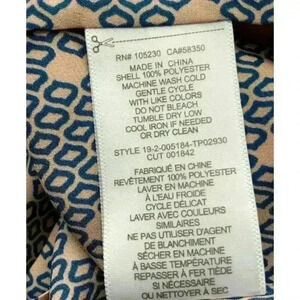 RN# 105230 CA#58350
MADE IN CHINA
SHELL 100% POLYESTER
MACHINE WASH COLD
GENTLE CYCLE
WITH LIKE COLORS
DO NOT BLEACH
TUMBLE DRY LOW
COOL IRON IF NEEDED
OR DRY CLEAN
STYLE 19-2-005184-TP02930
CUT 001842
FABRIQUÉ EN CHINE
REVÊTEMENT 100% POLYESTER
LAVER EN MACHINE
À L'EAU FROIDE
CYCLE DÉLICAT
LAVER AVEC COULEURS
SIMILAIRES
NE PAS UTILISER D'AGENT
DE BLANCHIMENT
SÉCHER EN MACHINE
À BASSE TEMPÉRATURE
REPASSER À FER TIÈDE
SI NÉCESSAIRE
OU NETTOYER À SEC